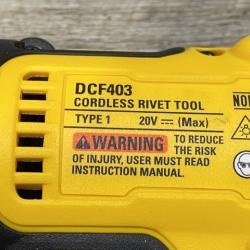 DCF403
CORDLESS RIVET TOOL
TYPE 1 20V ⎓ (Max)
⚠WARNING TO REDUCE
THE RISK
OF INJURY, USER MUST READ
INSTRUCTION MANUAL.